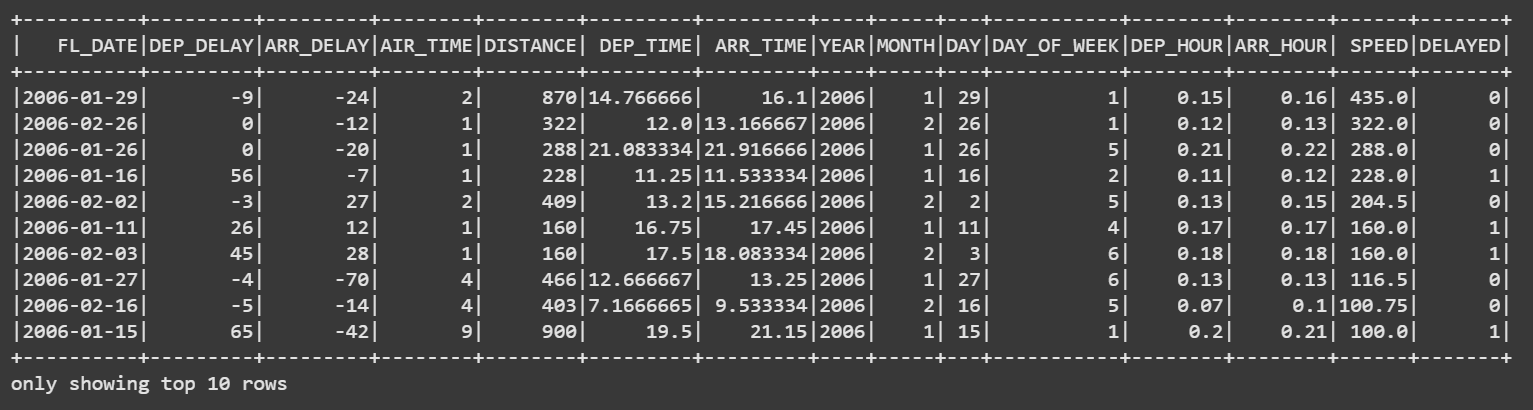 +----------+---------+---------+--------+--------+---------+---------+----+-----+---+-----------+--------+--------+------+-------+
|   FL_DATE|DEP_DELAY|ARR_DELAY|AIR_TIME|DISTANCE| DEP_TIME| ARR_TIME|YEAR|MONTH|DAY|DAY_OF_WEEK|DEP_HOUR|ARR_HOUR| SPEED|DELAYED|
+----------+---------+---------+--------+--------+---------+---------+----+-----+---+-----------+--------+--------+------+-------+
|2006-01-29|       -9|      -24|       2|     870|14.766666|     16.1|2006|    1| 29|          1|    0.15|    0.16| 435.0|      0|
|2006-02-26|        0|      -12|       1|     322|     12.0|13.166667|2006|    2| 26|          1|    0.12|    0.13| 322.0|      0|
|2006-01-26|        0|      -20|       1|     288|21.083334|21.916666|2006|    1| 26|          5|    0.21|    0.22| 288.0|      0|
|2006-01-16|       56|       -7|       1|     228|    11.25|11.533334|2006|    1| 16|          2|    0.11|    0.12| 228.0|      1|
|2006-02-02|       -3|       27|       2|     409|     13.2|15.216666|2006|    2|  2|          5|    0.13|    0.15| 204.5|      0|
|2006-01-11|       26|       12|       1|     160|    16.75|    17.45|2006|    1| 11|          4|    0.17|    0.17| 160.0|      1|
|2006-02-03|       45|       28|       1|     160|     17.5|18.083334|2006|    2|  3|          6|    0.18|    0.18| 160.0|      1|
|2006-01-27|       -4|      -70|       4|     466|12.666667|    13.25|2006|    1| 27|          6|    0.13|    0.13| 116.5|      0|
|2006-02-16|       -5|      -14|       4|     403|7.1666665| 9.533334|2006|    2| 16|          5|    0.07|     0.1|100.75|      0|
|2006-01-15|       65|      -42|       9|     900|     19.5|    21.15|2006|    1| 15|          1|     0.2|    0.21| 100.0|      1|
+----------+---------+---------+--------+--------+---------+---------+----+-----+---+-----------+--------+--------+------+-------+
only showing top 10 rows